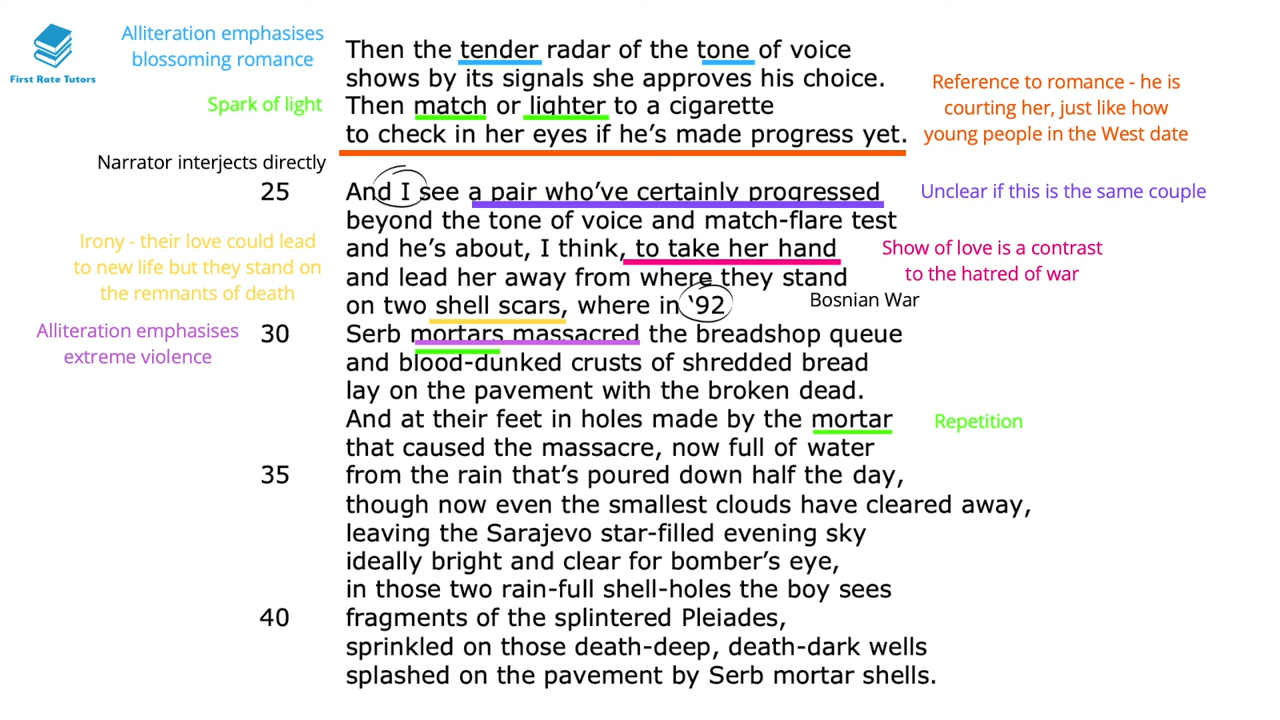 First Rate Tutors
Alliteration emphasises
blossoming romance
Spark of light
Then the tender radar of the tone of voice
shows by its signals she approves his choice.
Then match or lighter to a cigarette
to check in her eyes if he’s made progress yet.
Reference to romance - he is
courting her, just like how
young people in the West date
Narrator interjects directly
25 And I see a pair who’ve certainly progressed
Unclear if this is the same couple
beyond the tone of voice and match-flare test
and he’s about, I think, to take her hand
and lead her away from where they stand
on two shell scars, where in ‘92
Show of love is a contrast
to the hatred of war
Bosnian War
Irony - their love could lead
to new life but they stand on
the remnants of death
Alliteration emphasises
extreme violence
30 Serb mortars massacred the breadshop queue
and blood-dunked crusts of shredded bread
lay on the pavement with the broken dead.
And at their feet in holes made by the mortar
Repetition
that caused the massacre, now full of water
35 from the rain that’s poured down half the day,
though now even the smallest clouds have cleared away,
leaving the Sarajevo star-filled evening sky
ideally bright and clear for bomber’s eye,
in those two rain-full shell-holes the boy sees
40 fragments of the splintered Pleiades,
sprinkled on those death-deep, death-dark wells
splashed on the pavement by Serb mortar shells.